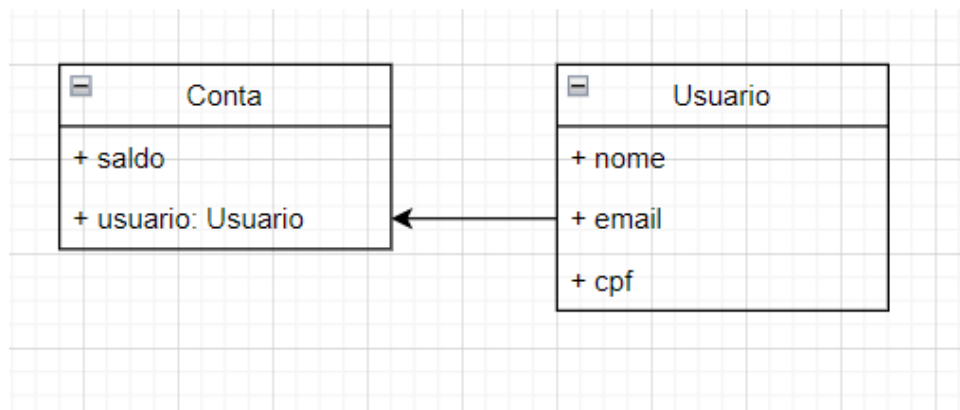 Conta
+ saldo
+ usuario: Usuario
Usuario
+ nome
+ email
+ cpf